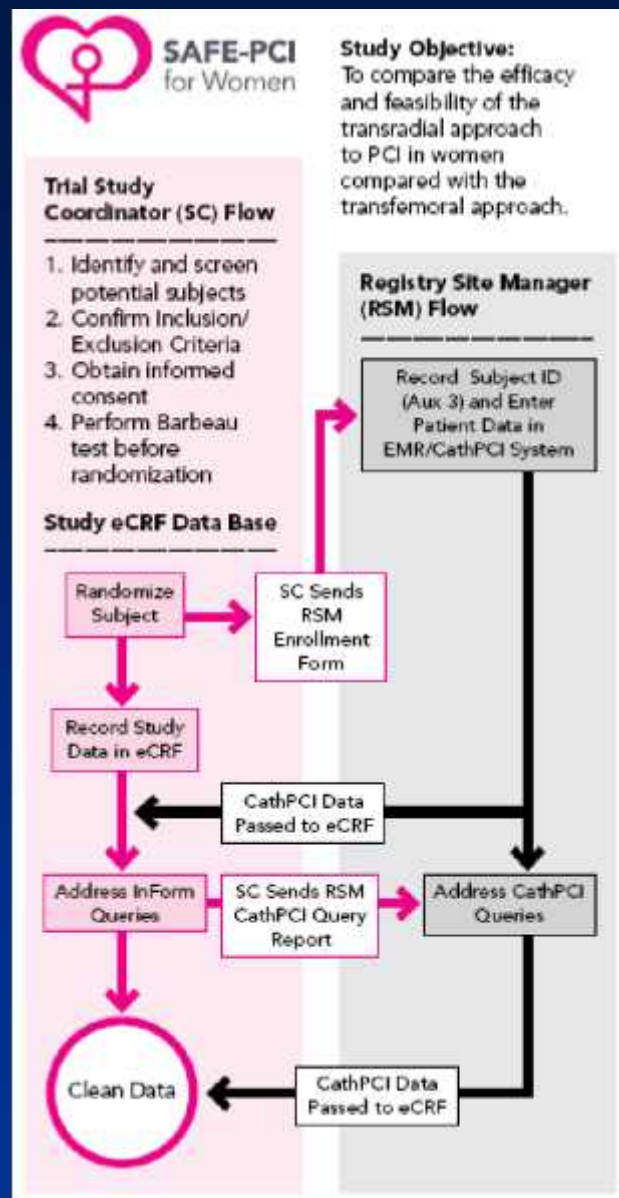 SAFE-PCI
for Women
Study Objective:
To compare the efficacy
and feasibility of the
transradial approach
to PCI in women
compared with the
transfemoral approach.
Trial Study
Coordinator (SC) Flow
1. Identify and screen
potential subjects
2. Confirm Inclusion/
Exclusion Criteria
3. Obtain informed
consent
4. Perform Barbeau
test before
randomization
Registry Site Manager
(RSM) Flow
Record Subject ID
(Aux 3) and Enter
Patient Data in
EMR/CathPCI System
Study eCRF Data Base
Randomize
Subject
SC Sends
RSM
Enrollment
Form
Record Study
Data in eCRF
CathPCI Data
Passed to eCRF
Address InForm
Queries
SC Sends RSM
CathPCI Query
Report
Address CathPCI
Queries
Clean Data
CathPCI Data
Passed to eCRF